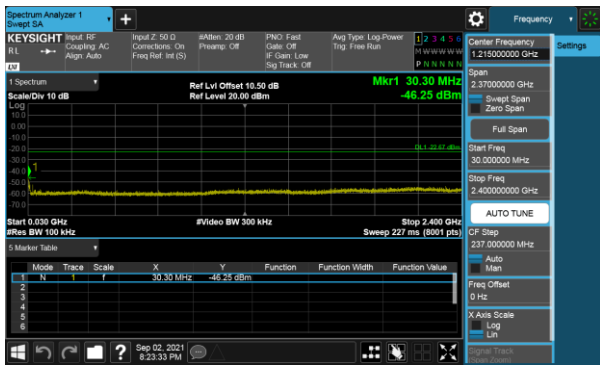 Spectrum Analyzer 1
Swept SA
Frequency
KEYSIGHT Input: RF
RL Coupling: AC
Align: Auto
LXI
Input Z: 50 Ω
Corrections: On
Freq Ref: Int (S)
#Atten: 20 dB
Preamp: Off
PNO: Fast
Gate: Off
IF Gain: Low
Sig Track: Off
Avg Type: Log-Power
Trig: Free Run
1 2 3 4 5 6
M W W W W W
P N N N N N
Center Frequency
1.215000000 GHz
Settings
Span
2.37000000 GHz
Swept Span
Zero Span
Full Span
Start Freq
30.000000 MHz
Stop Freq
2.400000000 GHz
AUTO TUNE
CF Step
237.000000 MHz
Auto
Man
Freq Offset
0 Hz
X Axis Scale
Log
Lin
Signal Track
(Span Zoom)
1 Spectrum
Scale/Div 10 dB
Ref Lvl Offset 10.50 dB
Ref Level 20.00 dBm
Mkr1 30.30 MHz
-46.25 dBm
Log
10.0
0.00
-10.0
-20.0
-30.0
-40.0
-50.0
-60.0
-70.0
1
DL1 -22.67 dBm
Start 0.030 GHz
#Res BW 100 kHz
#Video BW 300 kHz
Stop 2.400 GHz
Sweep 227 ms (8001 pts)
5 Marker Table
Mode Trace Scale X Y Function Function Width Function Value
1 N 1 f 30.30 MHz -46.25 dBm
2
3
4
5
6
?
Sep 02, 2021
8:23:33 PM